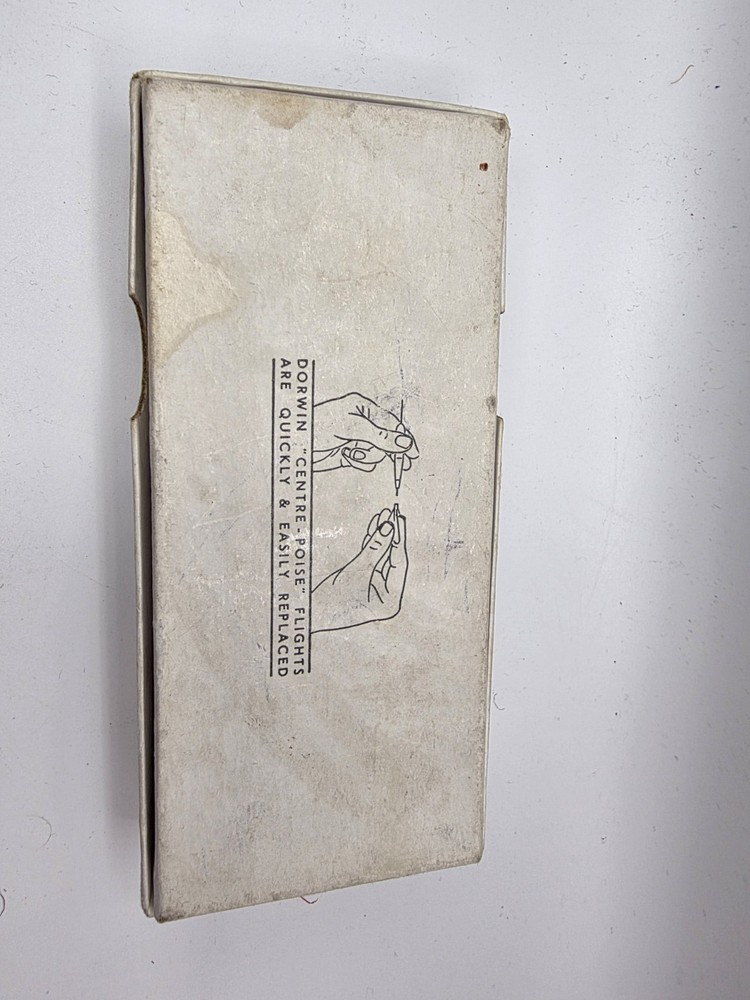 DORWIN "CENTRE-POISE" FLIGHTS
ARE QUICKLY & EASILY REPLACED